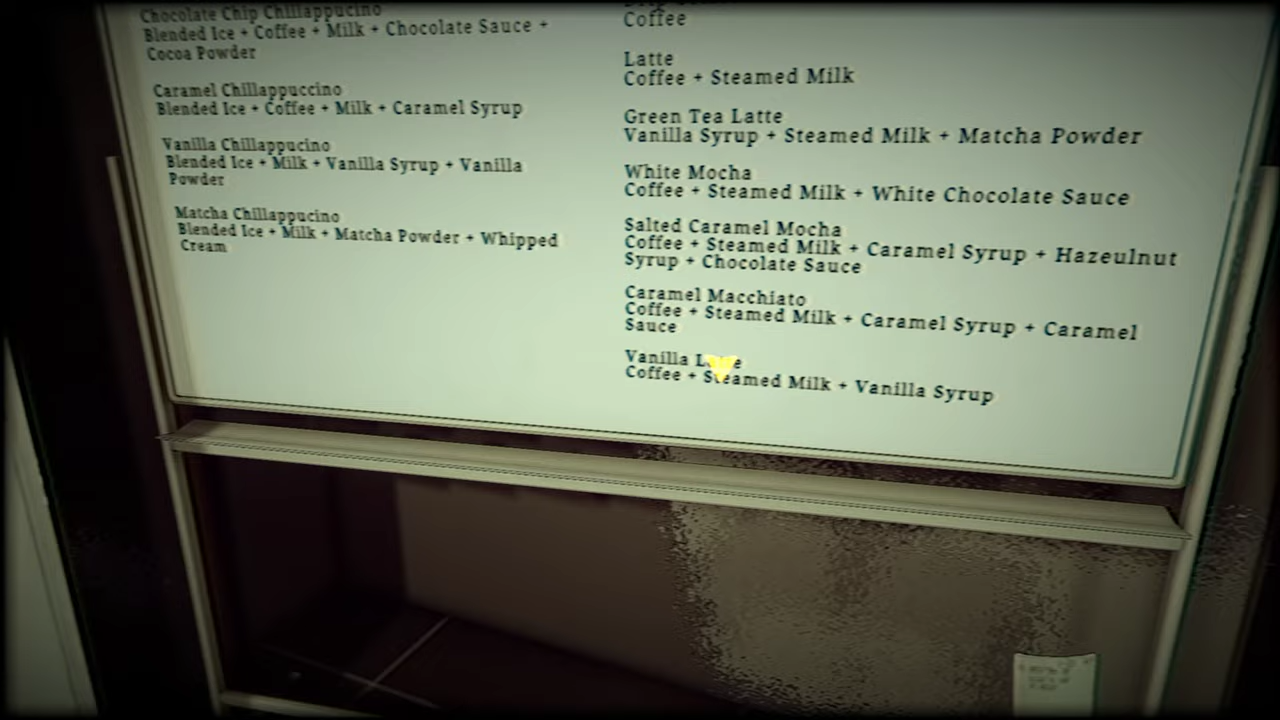 Chocolate Chip Chillappucino
Blended Ice + Coffee + Milk + Chocolate Sauce +
Cocoa Powder
Caramel Chillappuccino
Blended Ice + Coffee + Milk + Caramel Syrup
Vanilla Chillappucino
Blended Ice + Milk + Vanilla Syrup + Vanilla
Powder
Matcha Chillappucino
Blended Ice + Milk + Matcha Powder + Whipped
Cream
Coffee
Latte
Coffee + Steamed Milk
Green Tea Latte
Vanilla Syrup + Steamed Milk + Matcha Powder
White Mocha
Coffee + Steamed Milk + White Chocolate Sauce
Salted Caramel Mocha
Coffee + Steamed Milk + Caramel Syrup + Hazeulnut
Syrup + Chocolate Sauce
Caramel Macchiato
Coffee + Steamed Milk + Caramel Syrup + Caramel
Sauce
Vanilla
Coffee + Steamed Milk + Vanilla Syrup